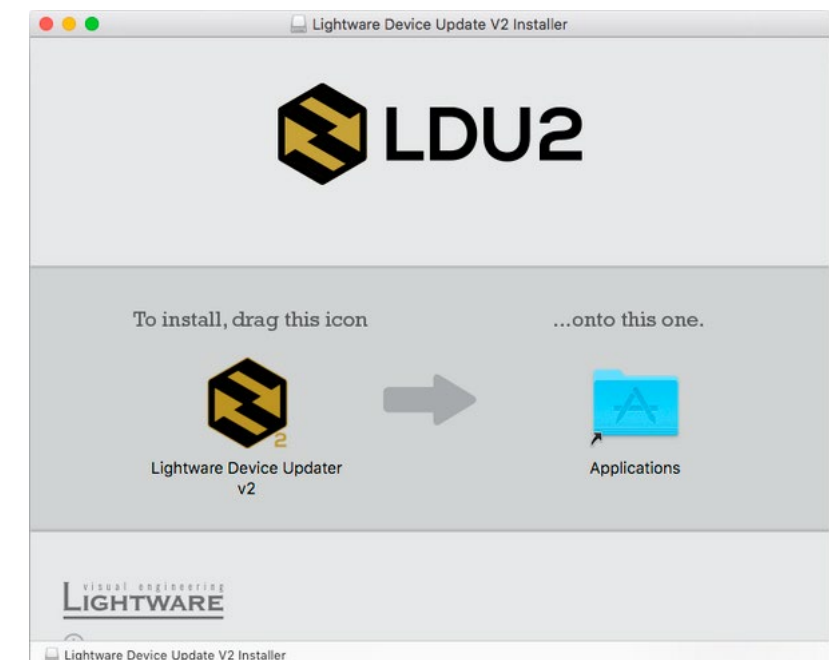 Lightware Device Update V2 Installer
LDU2
To install, drag this icon
...onto this one.
2
Lightware Device Updater
v2
Applications
visual engineering
LIGHTWARE
Lightware Device Update V2 Installer